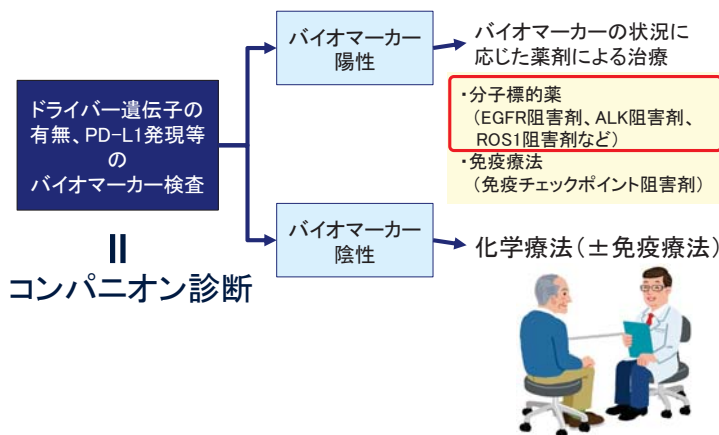 ドライバー遺伝子の
有無、PD-L1発現等
の
バイオマーカー検査
=
コンパニオン診断
バイオマーカー
陽性
バイオマーカーの状況に
応じた薬剤による治療
・分子標的薬
（EGFR阻害剤、ALK阻害剤、
ROS1阻害剤など）
・免疫療法
（免疫チェックポイント阻害剤）
バイオマーカー
陰性
化学療法（±免疫療法）